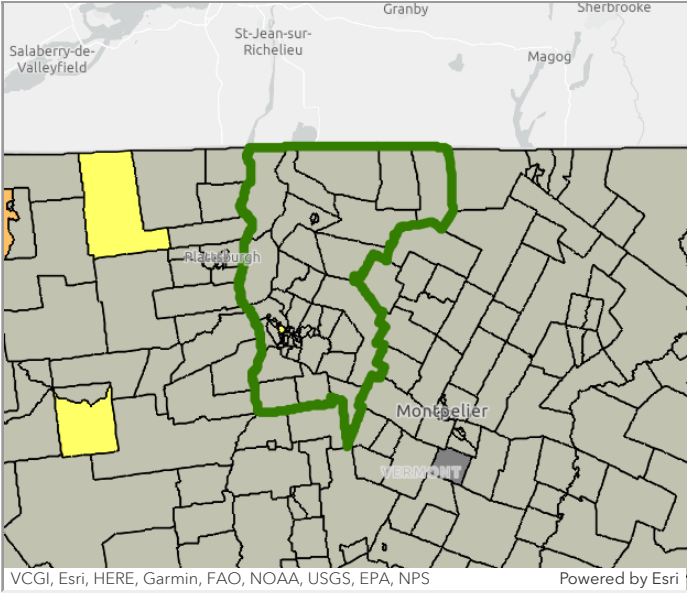 Granby
Sherbrooke
St-Jean-sur-
Richelieu
Salaberry-de-
Valleyfield
Magog
Plattsburgh
Montpelier
VERMONT
VCGI, Esri, HERE, Garmin, FAO, NOAA, USGS, EPA, NPS
Powered by Esri